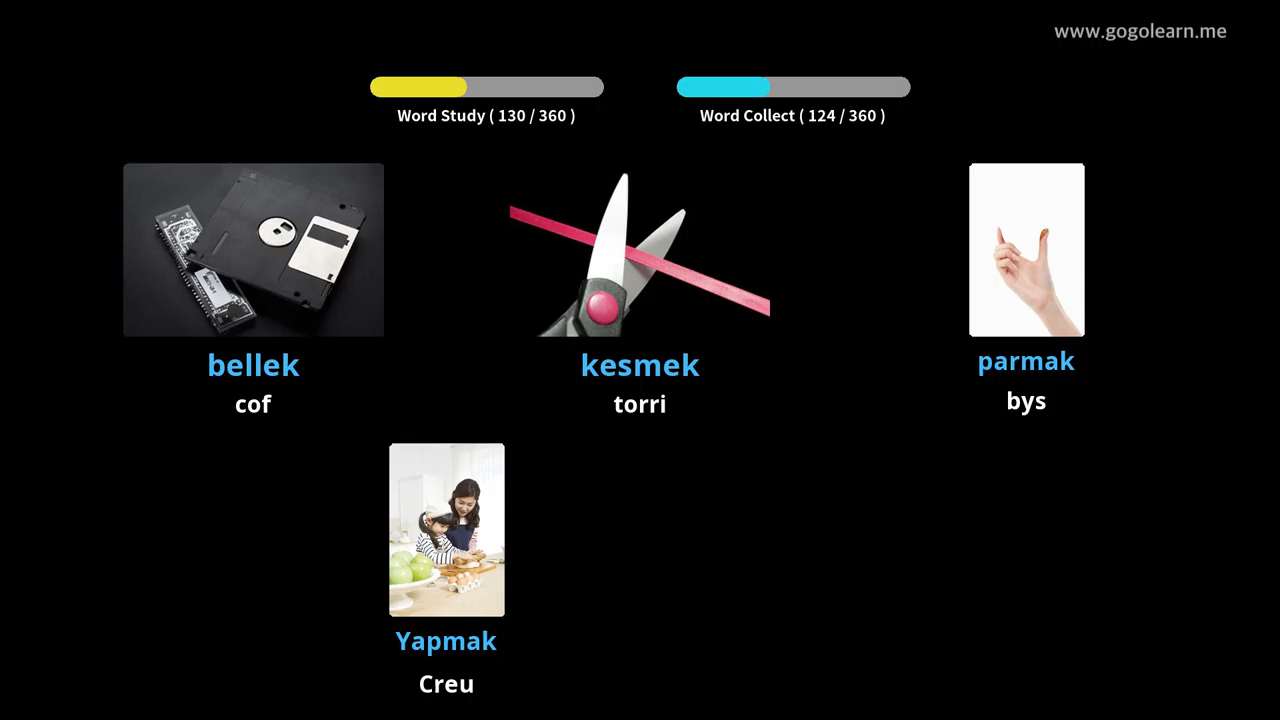 www.gogolearn.me
Word Study ( 130 / 360 )
Word Collect ( 124 / 360 )
bellek
cof
kesmek
torri
parmak
bys
Yapmak
Creu